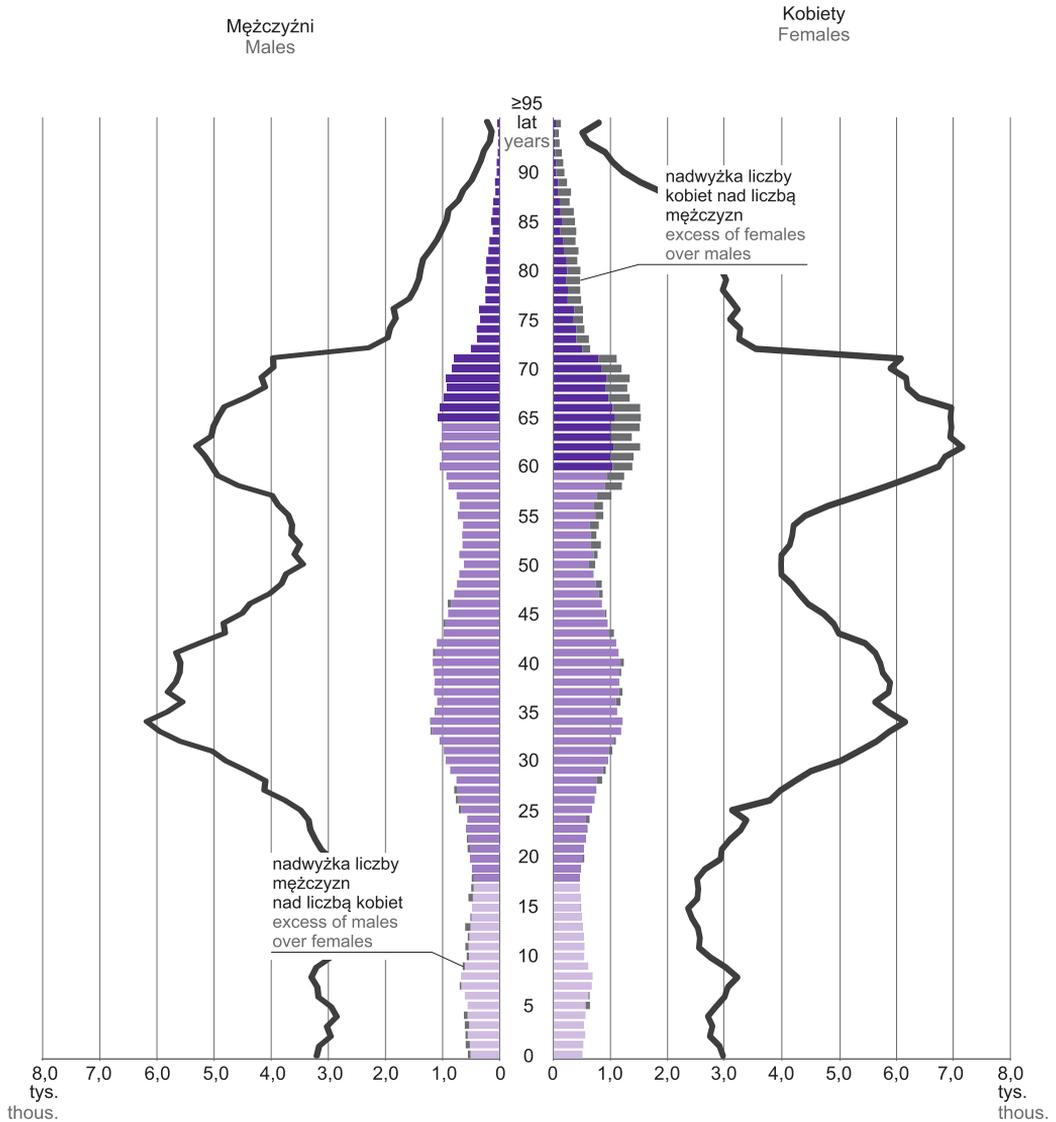 Mężczyźni
Males
Kobiety
Females
≥95
lat
years
90
85
80
75
70
65
60
55
50
45
40
35
30
25
20
15
10
5
0
nadwyżka liczby
kobiet nad liczbą
mężczyzn
excess of females
over males
nadwyżka liczby
mężczyzn
nad liczbą kobiet
excess of males
over females
8,0 7,0 6,0 5,0 4,0 3,0 2,0 1,0 0 0 1,0 2,0 3,0 4,0 5,0 6,0 7,0 8,0
tys. tys.
thous. thous.